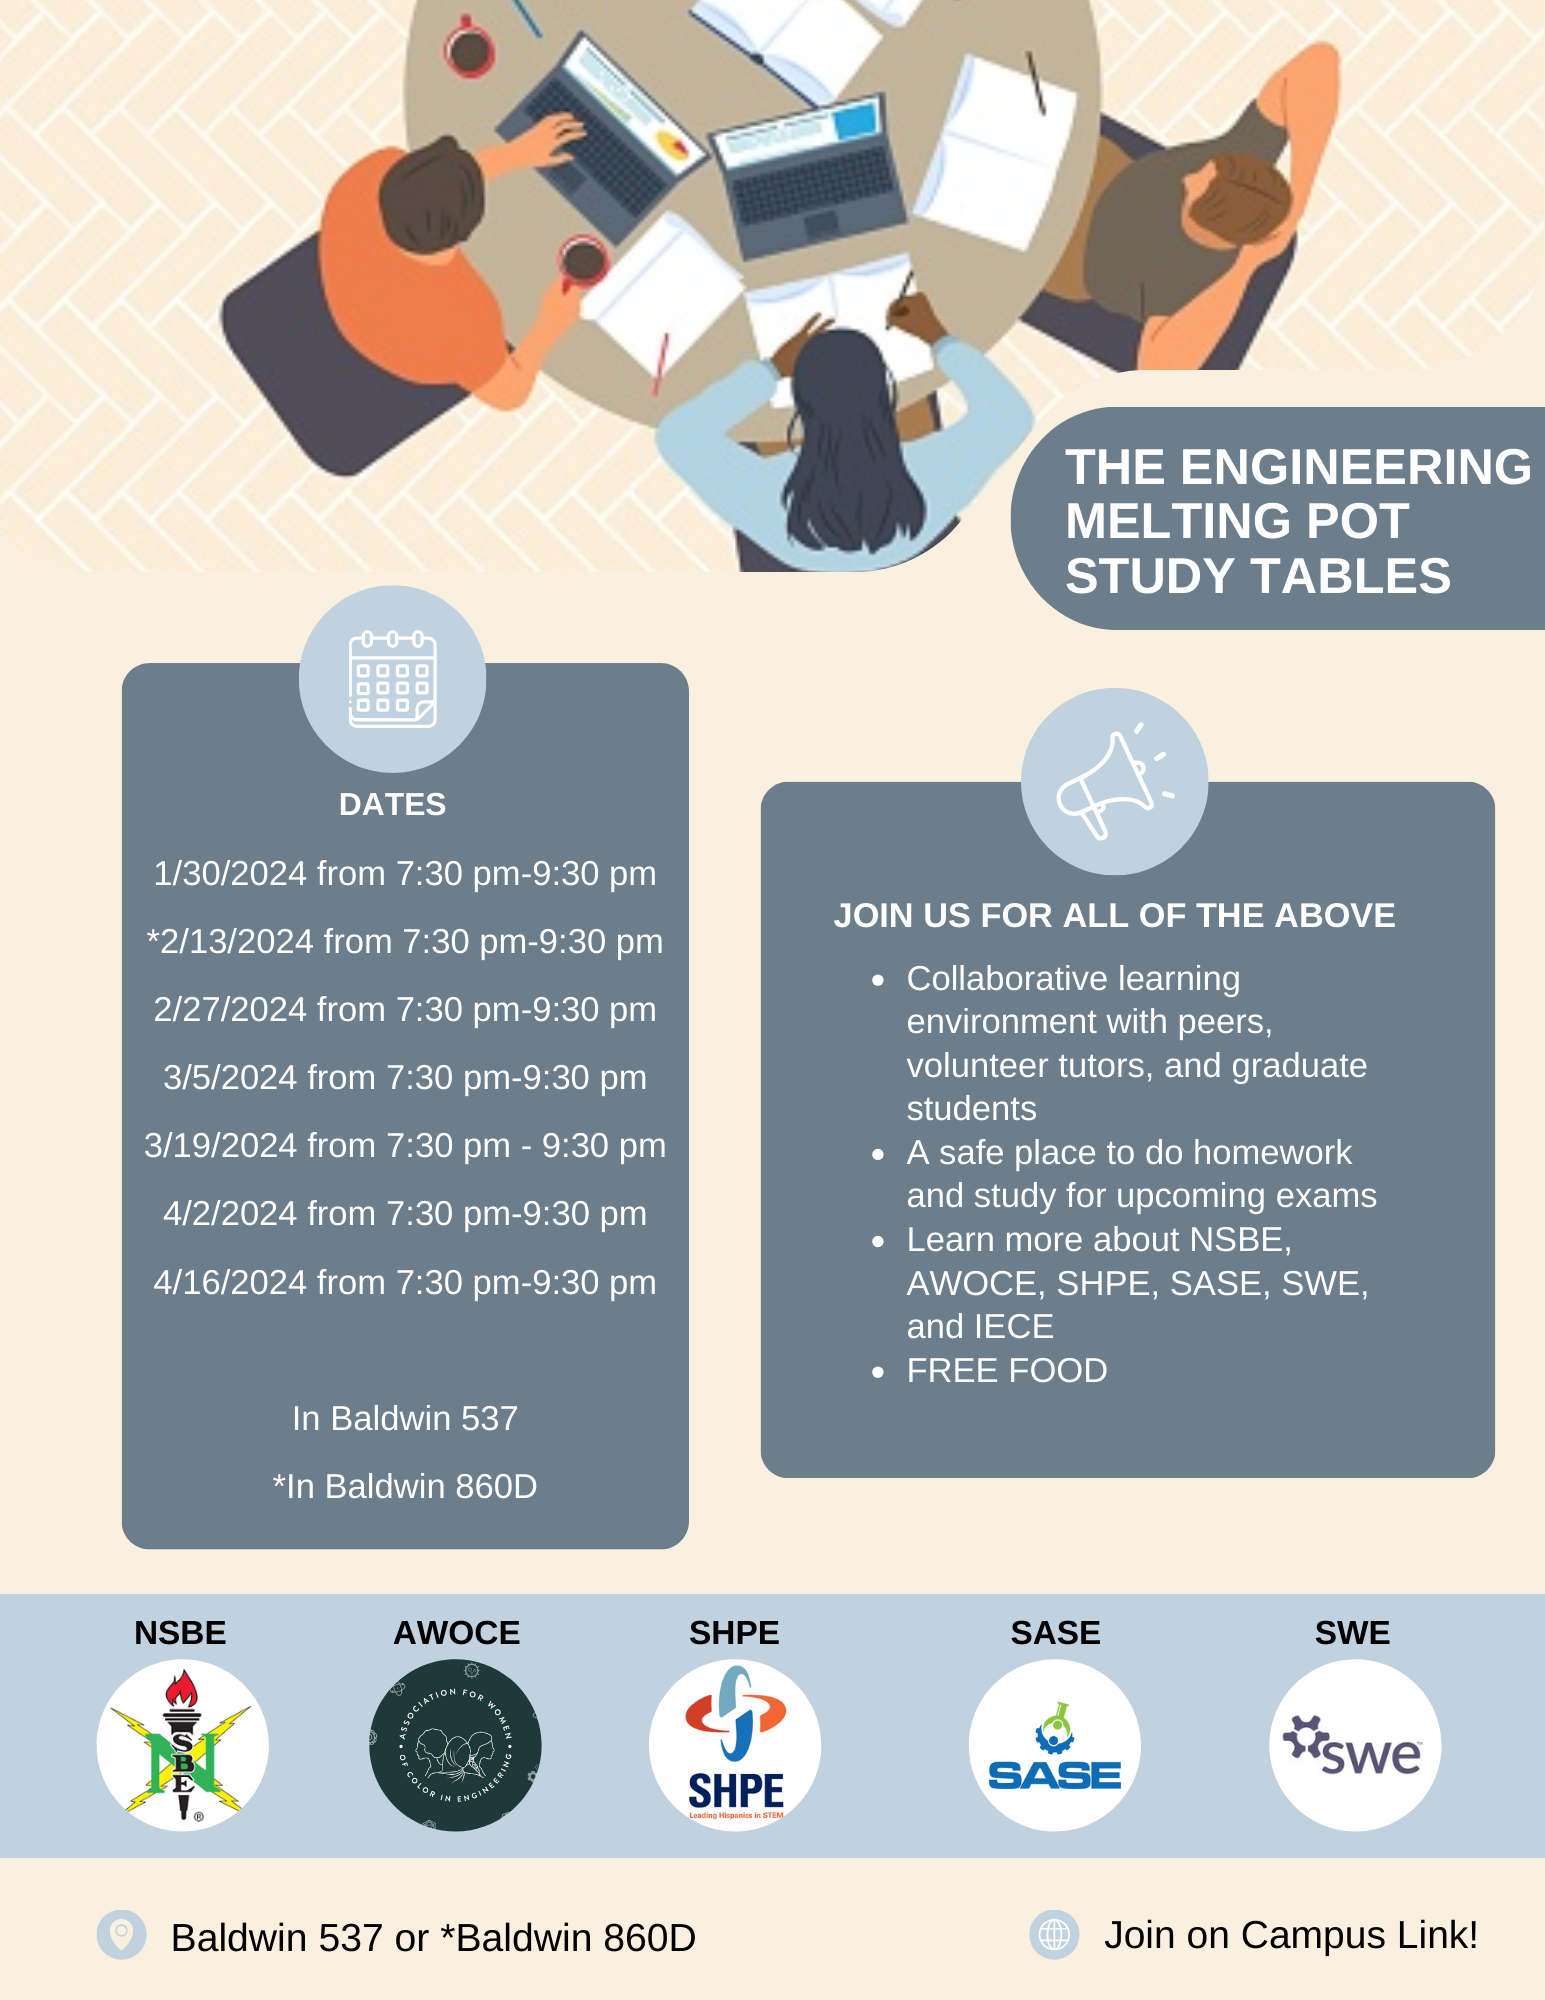 THE ENGINEERING
MELTING POT
STUDY TABLES
DATES
1/30/2024 from 7:30 pm-9:30 pm
*2/13/2024 from 7:30 pm-9:30 pm
2/27/2024 from 7:30 pm-9:30 pm
3/5/2024 from 7:30 pm-9:30 pm
3/19/2024 from 7:30 pm - 9:30 pm
4/2/2024 from 7:30 pm-9:30 pm
4/16/2024 from 7:30 pm-9:30 pm
In Baldwin 537
*In Baldwin 860D
JOIN US FOR ALL OF THE ABOVE
• Collaborative learning
environment with peers,
volunteer tutors, and graduate
students
• A safe place to do homework
and study for upcoming exams
• Learn more about NSBE,
AWOCE, SHPE, SASE, SWE,
and IECE
• FREE FOOD
NSBE
AWOCE
SHPE
SASE
SWE
NSBE ®
• ASSOCIATION FOR WOMEN •
OF COLOR IN ENGINEERING
SHPE
Leading Hispanics in STEM
SASE
swe
Baldwin 537 or *Baldwin 860D
Join on Campus Link!